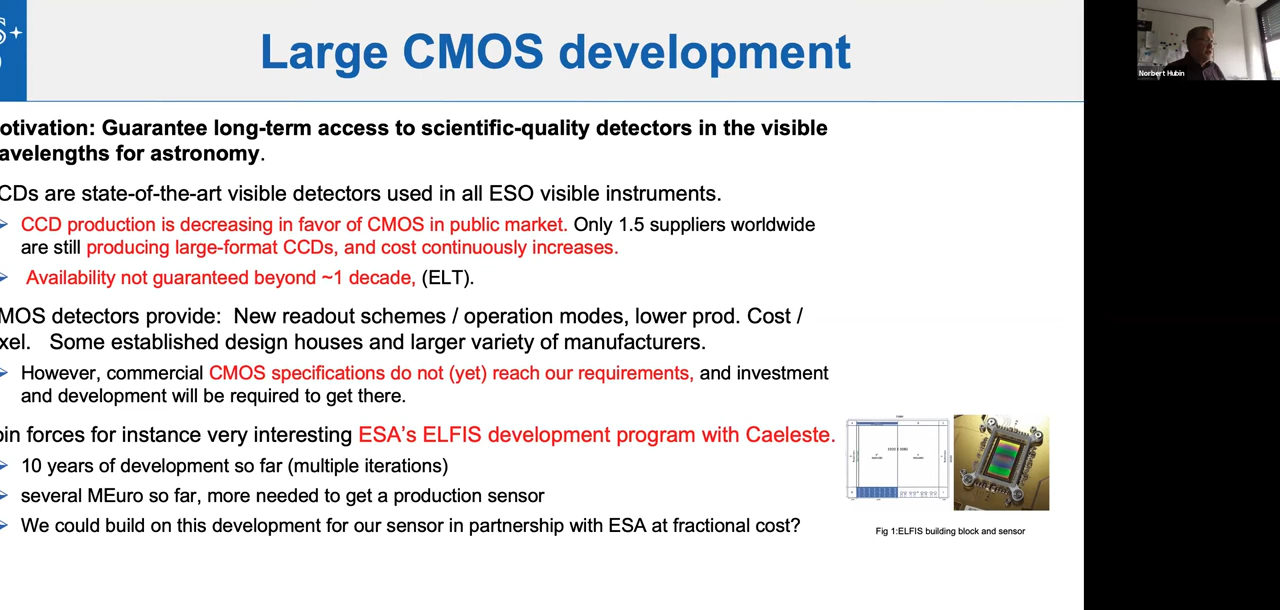 Large CMOS development
Norbert Hubin
otivation: Guarantee long-term access to scientific-quality detectors in the visible
avelengths for astronomy.
CDs are state-of-the-art visible detectors used in all ESO visible instruments.
CCD production is decreasing in favor of CMOS in public market. Only 1.5 suppliers worldwide
are still producing large-format CCDs, and cost continuously increases.
Availability not guaranteed beyond ~1 decade, (ELT).
MOS detectors provide: New readout schemes / operation modes, lower prod. Cost /
xel. Some established design houses and larger variety of manufacturers.
However, commercial CMOS specifications do not (yet) reach our requirements, and investment
and development will be required to get there.
oin forces for instance very interesting ESA's ELFIS development program with Caeleste.
10 years of development so far (multiple iterations)
several MEuro so far, more needed to get a production sensor
We could build on this development for our sensor in partnership with ESA at fractional cost?
Fig 1:ELFIS building block and sensor